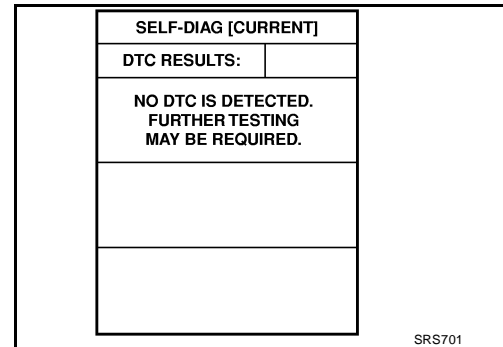 SELF-DIAG [CURRENT]
DTC RESULTS:
NO DTC IS DETECTED.
FURTHER TESTING
MAY BE REQUIRED.
SRS701